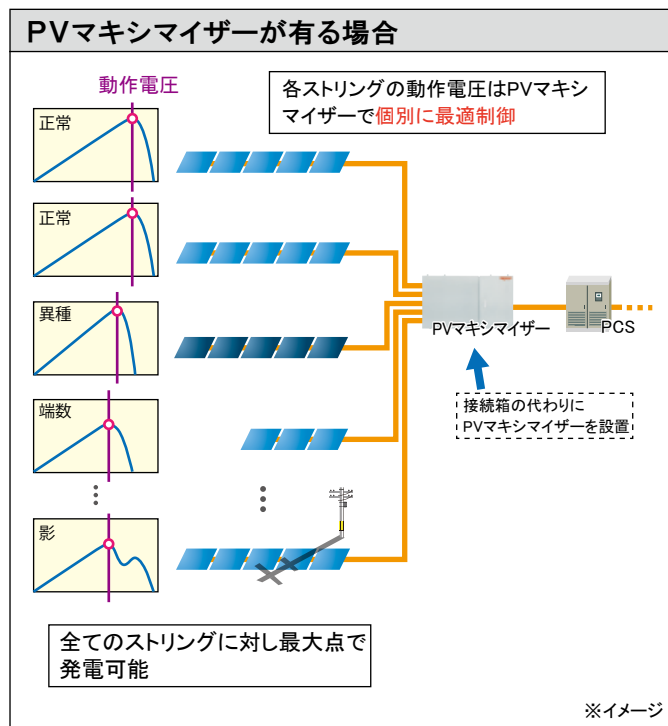 PVマキシマイザーが有る場合
動作電圧
各ストリングの動作電圧はPVマキシ
マイザーで個別に最適制御
正常
正常
異種
端数
影
PVマキシマイザー
PCS
接続箱の代わりに
PVマキシマイザーを設置
全てのストリングに対し最大点で
発電可能
※イメージ